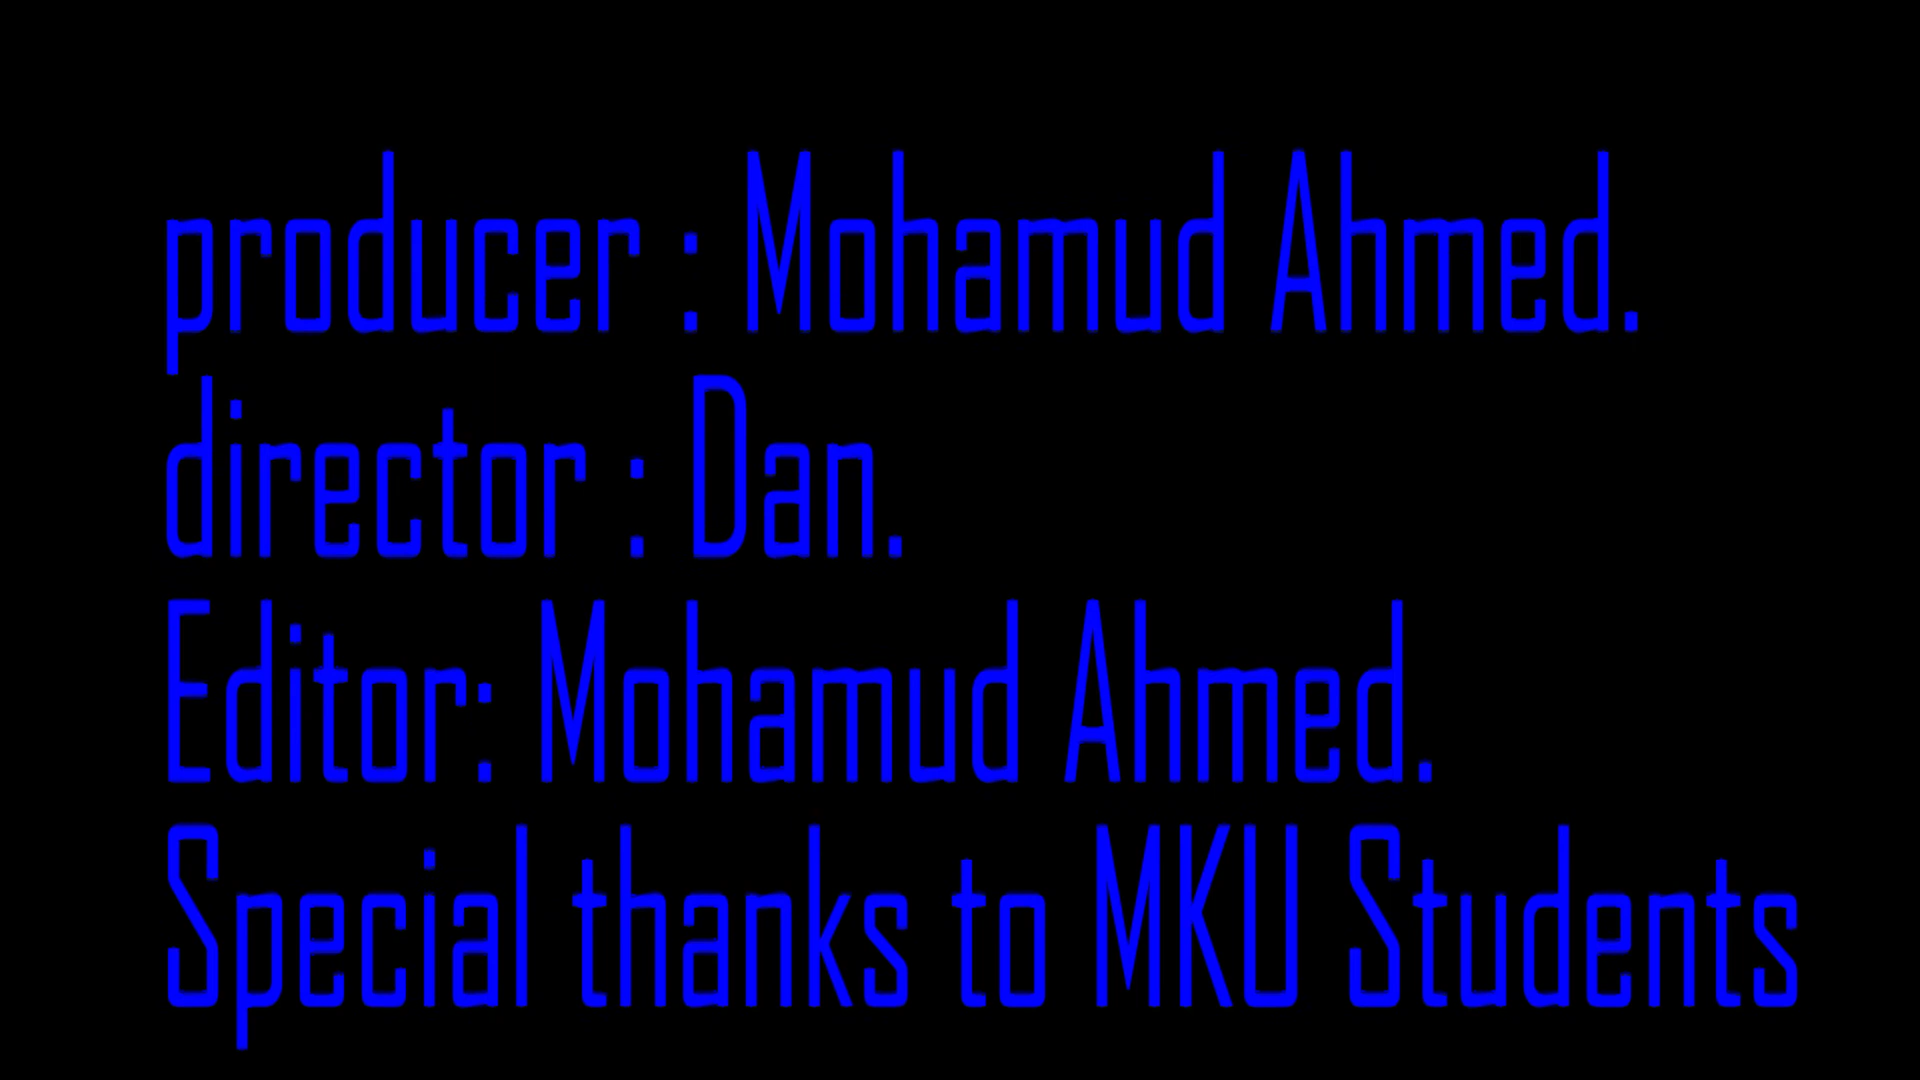 producer : Mohamud Ahmed.
director : Dan.
Editor: Mohamud Ahmed.
Special thanks to MKU Students